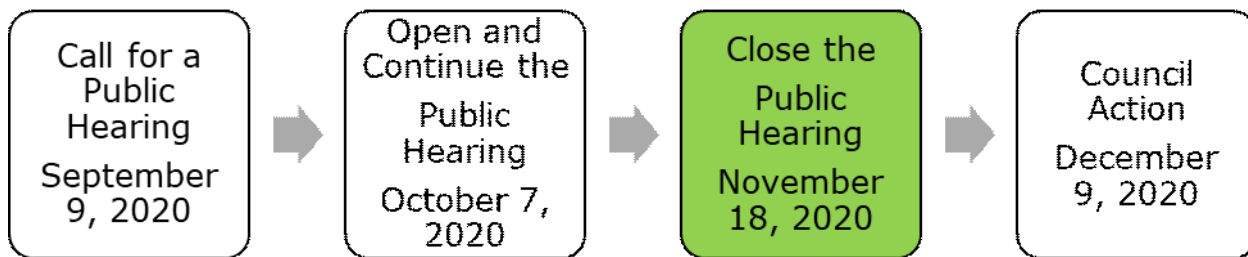 Call for a
Public
Hearing
September
9, 2020
Open and
Continue the
Public
Hearing
October 7,
2020
Close the
Public
Hearing
November
18, 2020
Council
Action
December
9, 2020